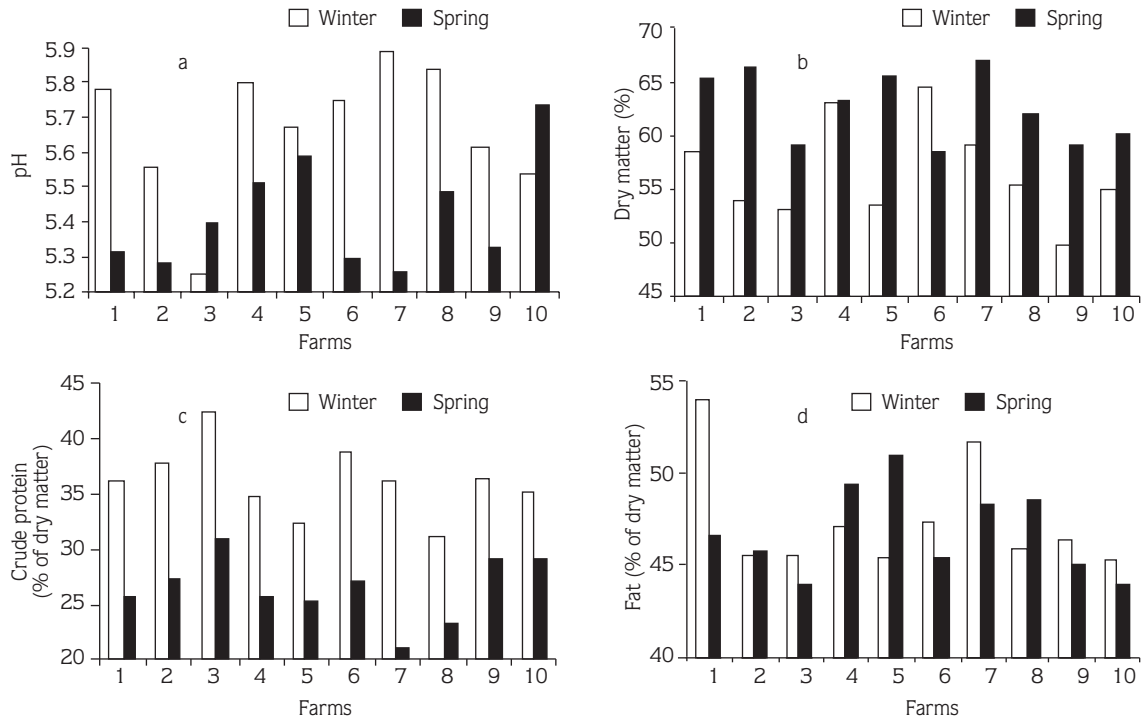 Winter Spring
a
pH
5.9
5.8
5.7
5.6
5.5
5.4
5.3
5.2
1 2 3 4 5 6 7 8 9 10
Farms
Winter Spring
b
Dry matter (%)
70
65
60
55
50
45
1 2 3 4 5 6 7 8 9 10
Farms
Winter Spring
c
Crude protein
(% of dry matter)
45
40
35
30
25
20
1 2 3 4 5 6 7 8 9 10
Farms
Winter Spring
d
Fat (% of dry matter)
55
50
45
40
1 2 3 4 5 6 7 8 9 10
Farms